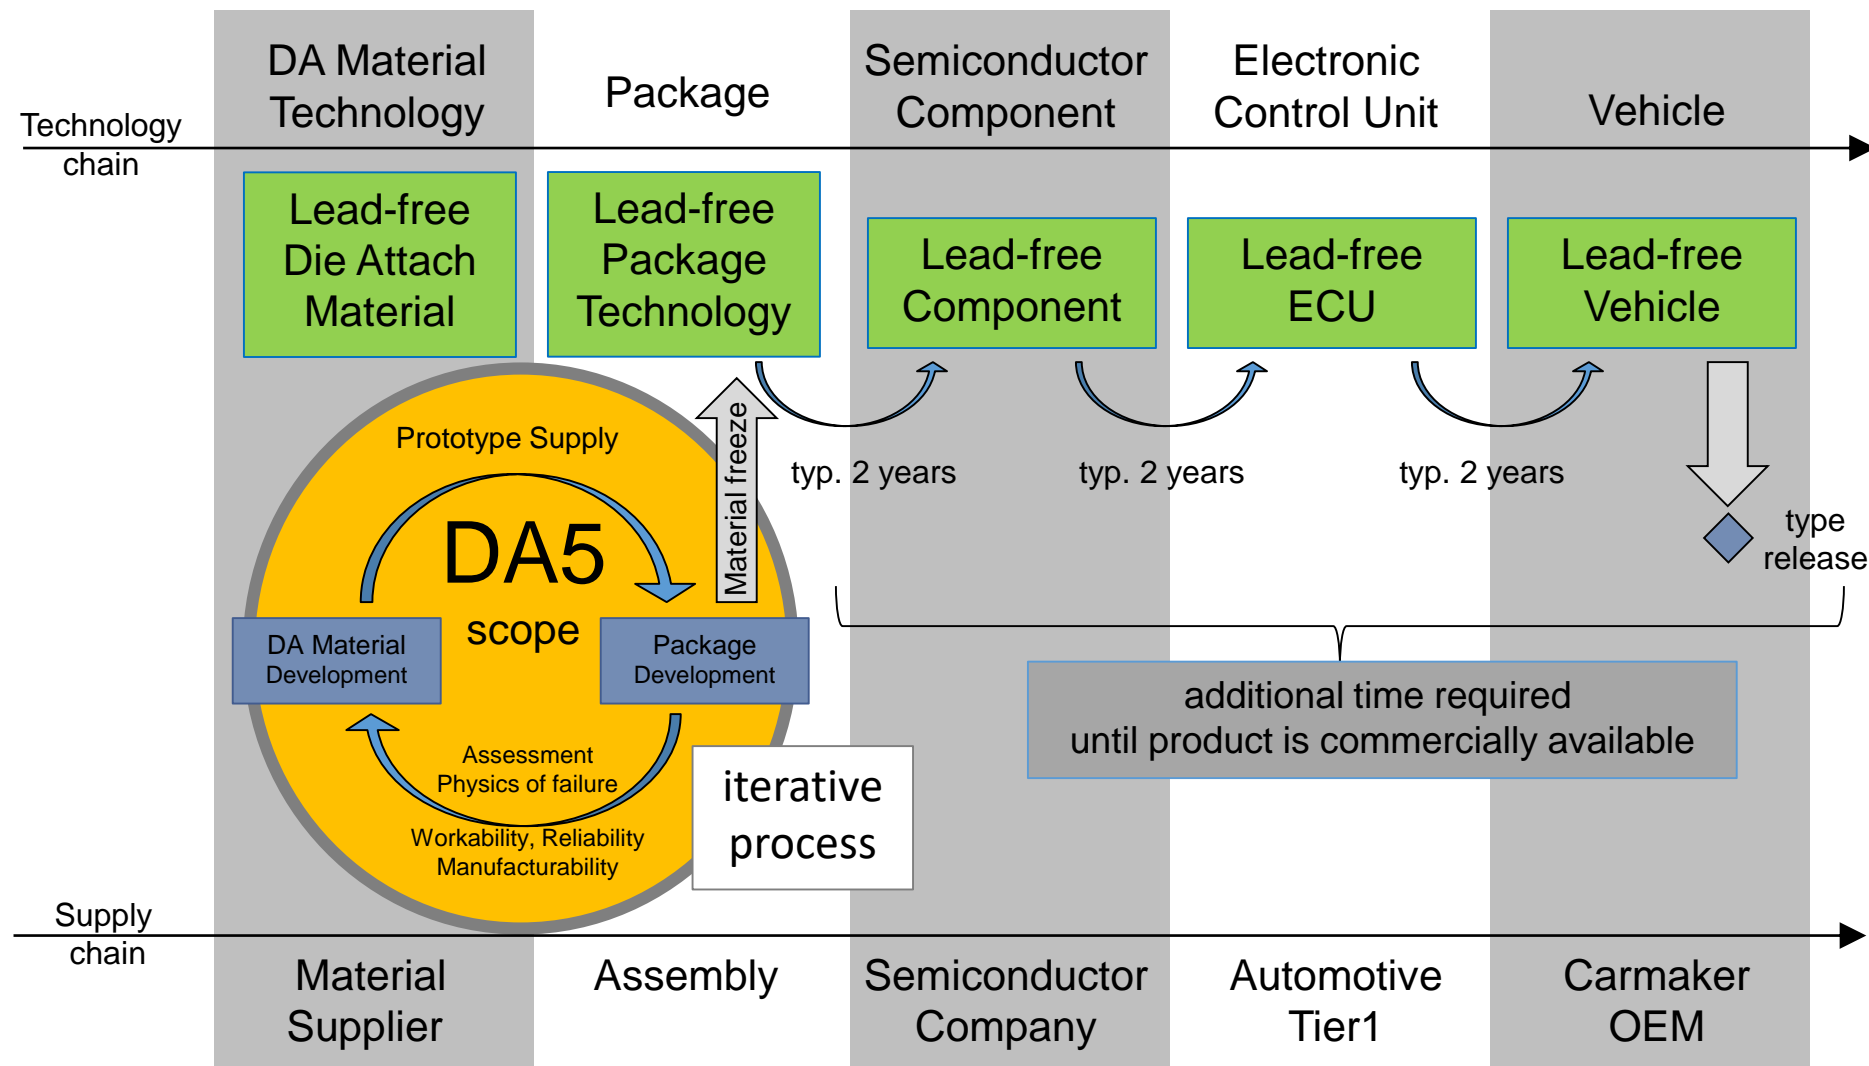 DA Material
Technology
Package
Semiconductor
Component
Electronic
Control Unit
Vehicle
Technology
chain
Lead-free
Die Attach
Material
Lead-free
Package
Technology
Lead-free
Component
Lead-free
ECU
Lead-free
Vehicle
Prototype Supply
Material freeze
typ. 2 years
typ. 2 years
typ. 2 years
type
release
DA5
scope
DA Material
Development
Package
Development
Assessment
Physics of failure
Workability, Reliability
Manufacturability
iterative
process
additional time required
until product is commercially available
Supply
chain
Material
Supplier
Assembly
Semiconductor
Company
Automotive
Tier1
Carmaker
OEM